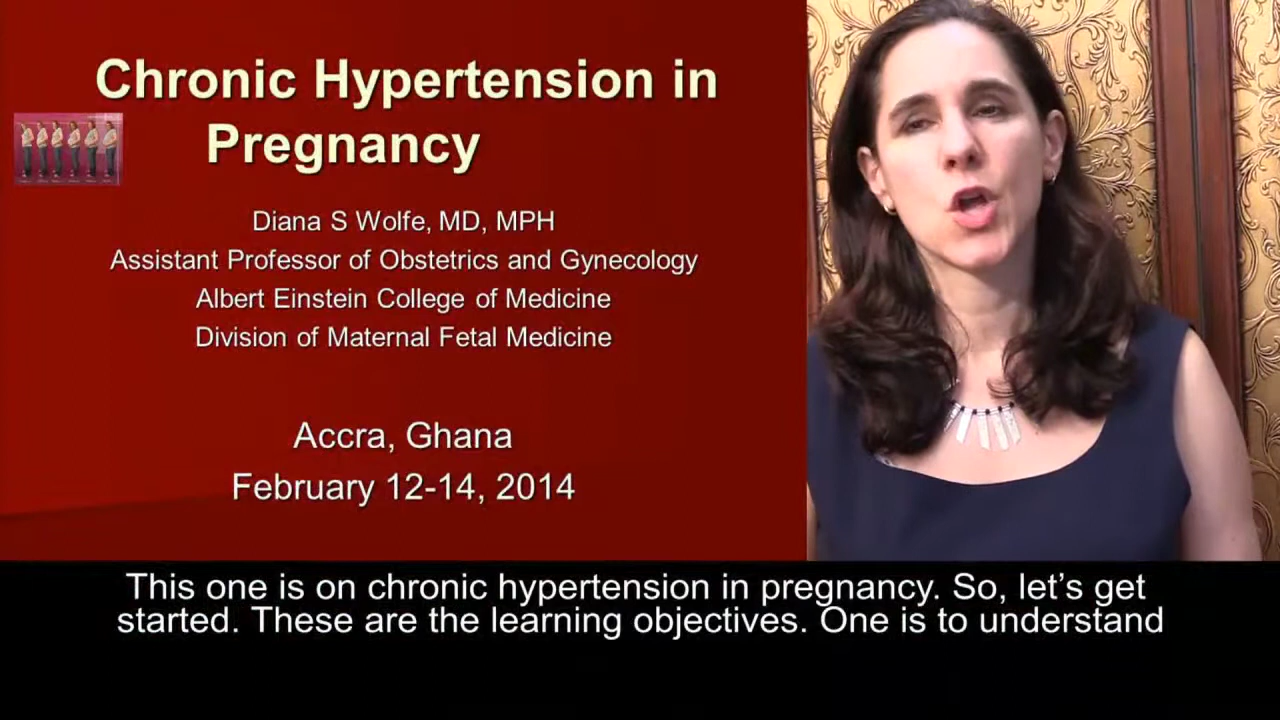 Chronic Hypertension in
Pregnancy
Diana S Wolfe, MD, MPH
Assistant Professor of Obstetrics and Gynecology
Albert Einstein College of Medicine
Division of Maternal Fetal Medicine
Accra, Ghana
February 12-14, 2014
This one is on chronic hypertension in pregnancy. So, let’s get
started. These are the learning objectives. One is to understand